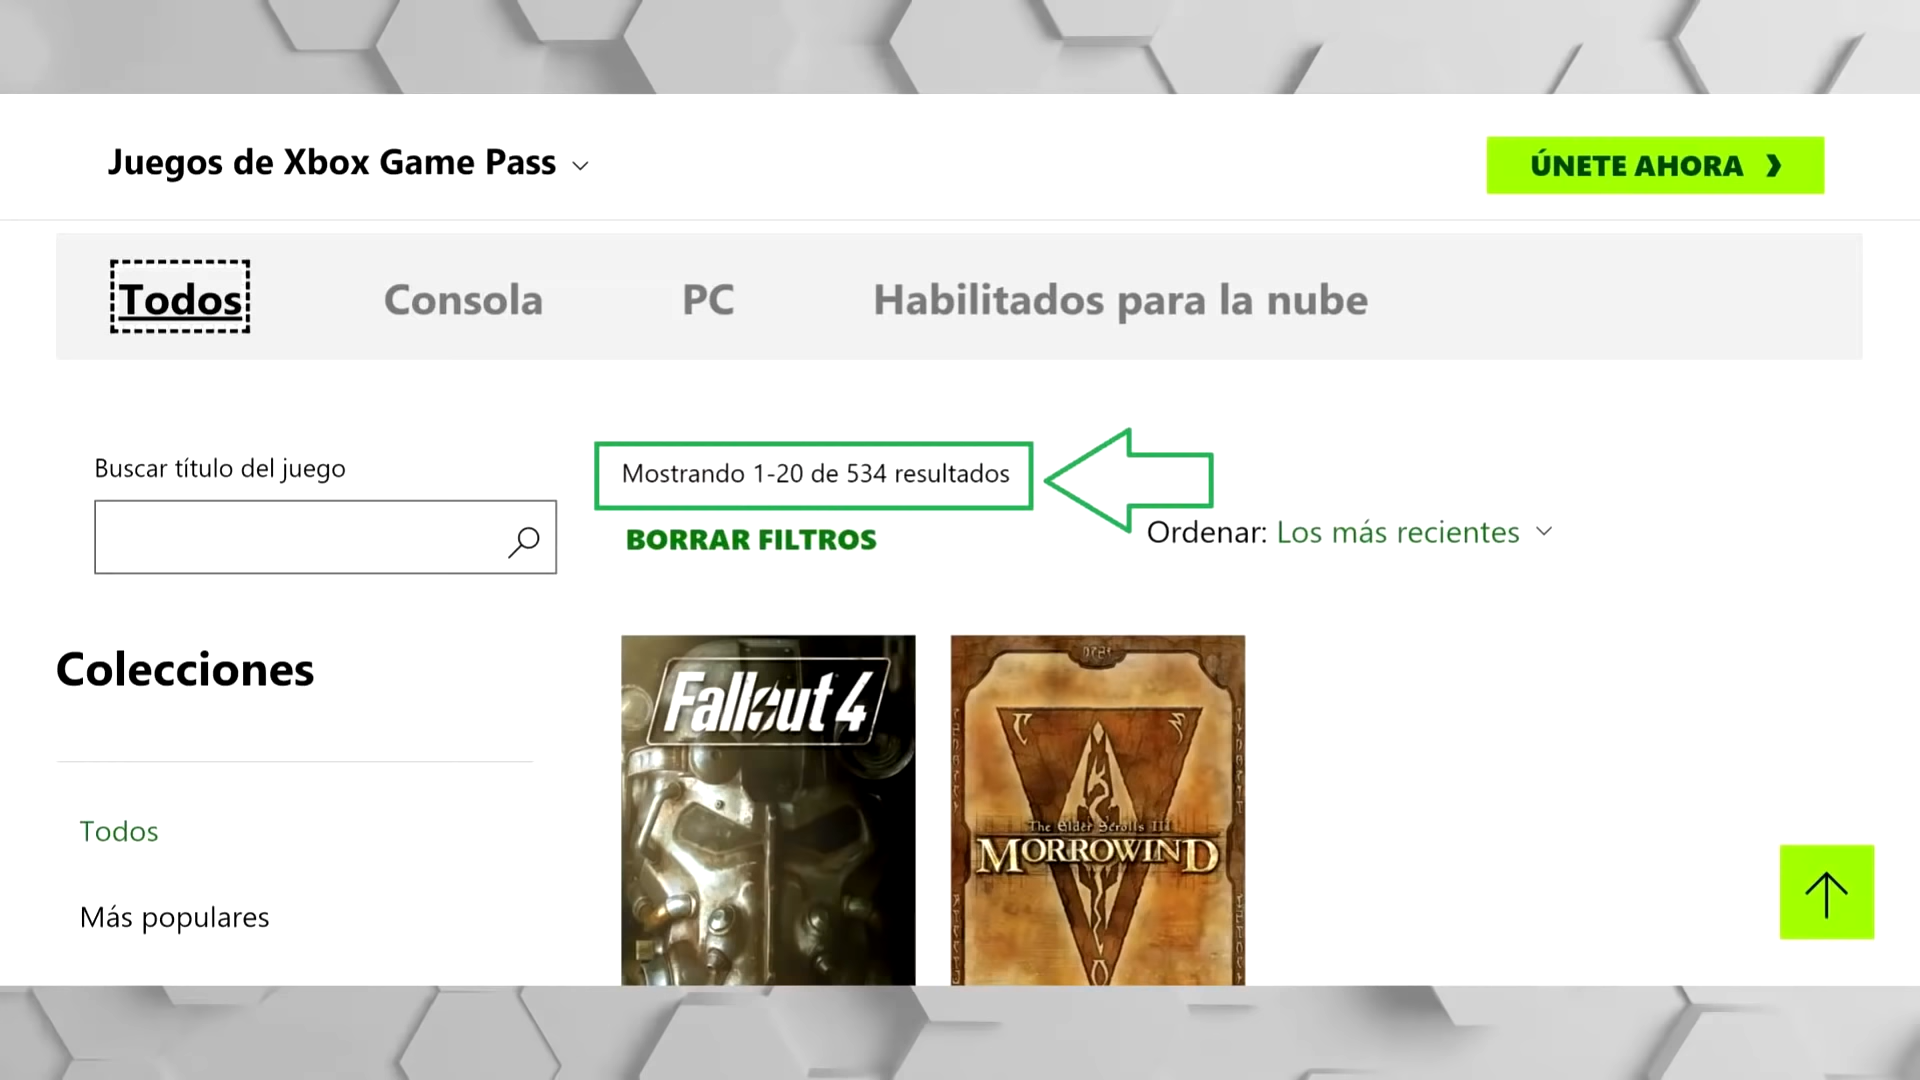 Juegos de Xbox Game Pass
ÚNETE AHORA
Todos
Consola
PC
Habilitados para la nube
Buscar título del juego
Mostrando 1-20 de 534 resultados
BORRAR FILTROS
Ordenar: Los más recientes
Colecciones
Todos
Más populares
Fallout 4
The Elder Scrolls III
MORROWIND